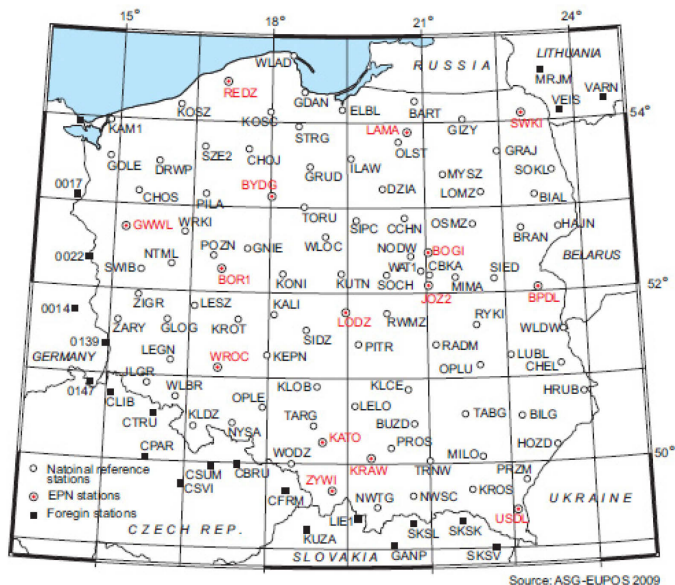 15° 18° 21° 24°
WLAD
LITHUANIA
RUSSIA
MRJM
VARN
REDZ
GDAN
VEIS
KOSZ
KOSC
ELBL
BART
54°
SWKI
KAM1
STRG
LAMA
GIZY
OLST
GOLE
DRWP
SZE2
CHOJ
GRUD
ILAW
GRAJ
MYSZ
SOKL
0017
CHOS
PILA
BYDG
DZIA
LOMZ
BIAL
TORU
GWWL
WRKI
SIPC
CCHN
OSMZ
BRAN
HAJN
POZN
GNIE
WLOC
NODW
BOGI
BELARUS
0022
NTML
SWIB
BOR1
KONI
KUTN
WAT1
CBKA
SOCH
SIED
MIMA
52°
ZIGR
LESZ
KALI
JOZ2
BPDL
0014
ZARY
GLOG
KROT
LODZ
RWMZ
RYKI
SIDZ
WLDW
0139
LEGN
PITR
RADM
GERMANY
WROC
KEPN
OPLU
LUBL
CHEL
JLGR
0147
WLBR
KLOB
KLCE
HRUB
CLIB
OPLE
LELO
CTRU
KLDZ
TARG
BUZD
TABG
BILG
NYSA
KATO
PROS
HOZD
CPAR
WODZ
MILO
50°
Natoinal reference
stations
CSUM
CBRU
KRAW
TRNW
PRZM
CSVI
ZYWI
EPN stations
CFRM
NWTG
NWSC
KROS
UKRAINE
Foregin stations
LIE1
USDL
CZECH REP.
KUZA
SKSL
SKSK
SLOVAKIA
GANP
SKSV
Source: ASG-EUPOS 2009